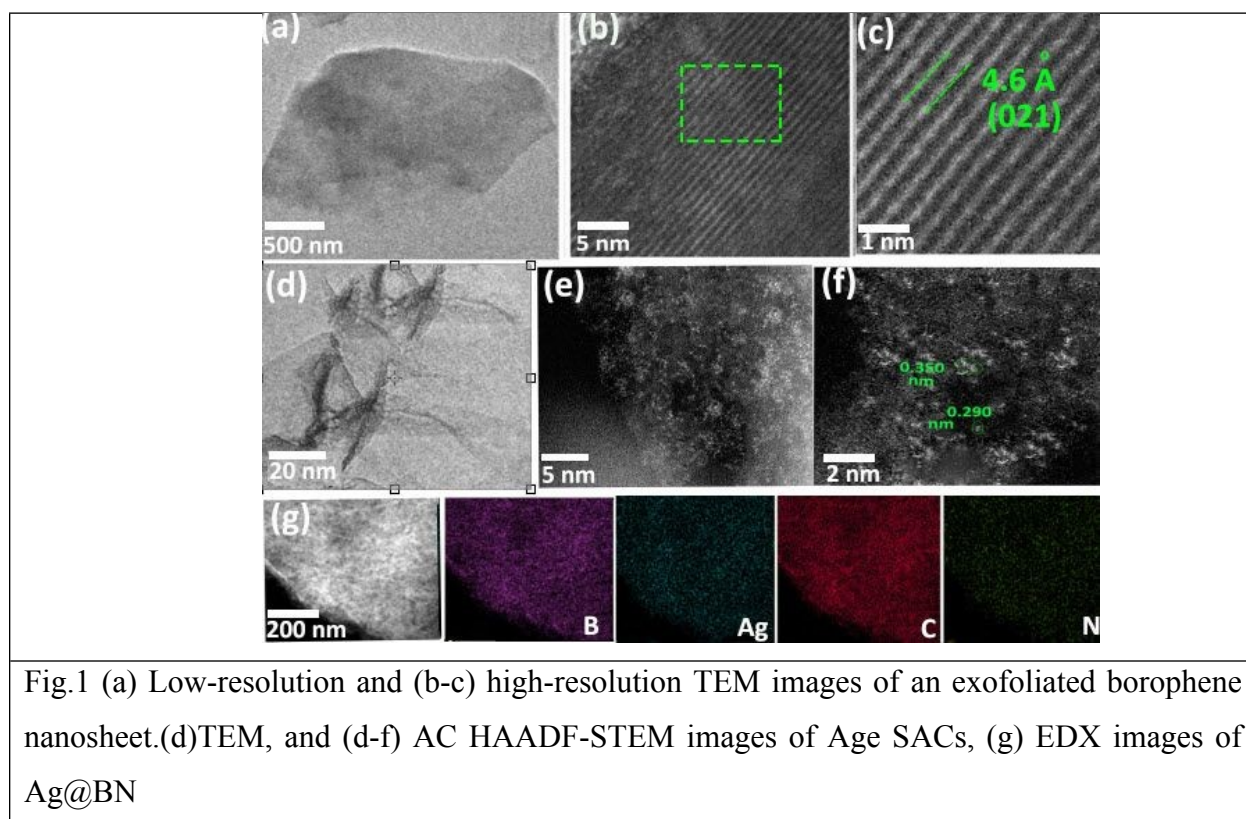 (a) (b) (c)
4.6 Å
(021)
500 nm 5 nm 1 nm
(d) (e) (f)
0.350
nm
0.290
nm
20 nm 5 nm 2 nm
(g)
200 nm B Ag C N
Fig.1 (a) Low-resolution and (b-c) high-resolution TEM images of an exofoliated borophene
nanosheet.(d)TEM, and (d-f) AC HAADF-STEM images of Age SACs, (g) EDX images of
Ag@BN